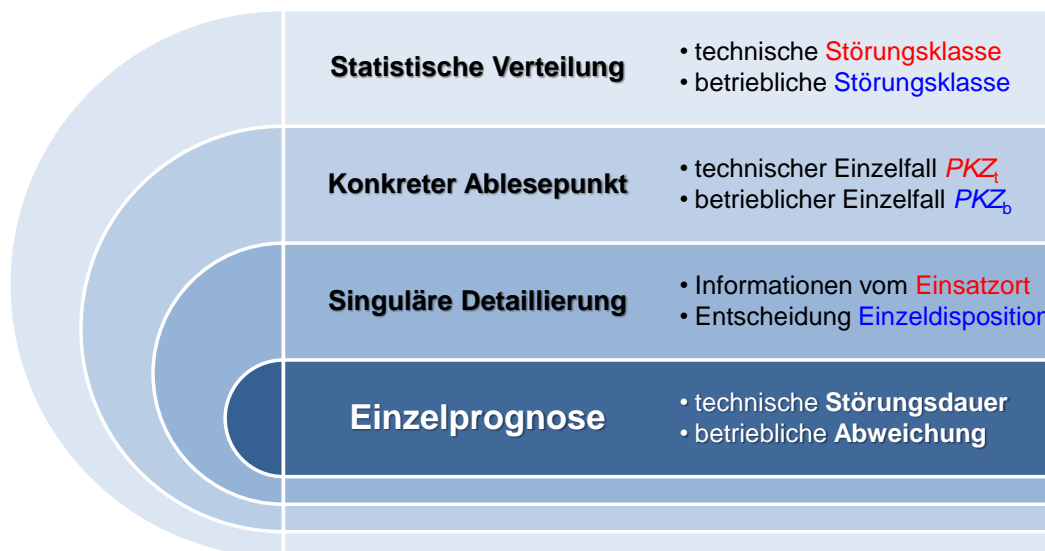 Statistische Verteilung
• technische Störungsklasse
• betriebliche Störungsklasse
Konkreter Ablesepunkt
• technischer Einzelfall PKZt
• betrieblicher Einzelfall PKZb
Singuläre Detaillierung
• Informationen vom Einsatzort
• Entscheidung Einzeldisposition
Einzelprognose
• technische Störungsdauer
• betriebliche Abweichung